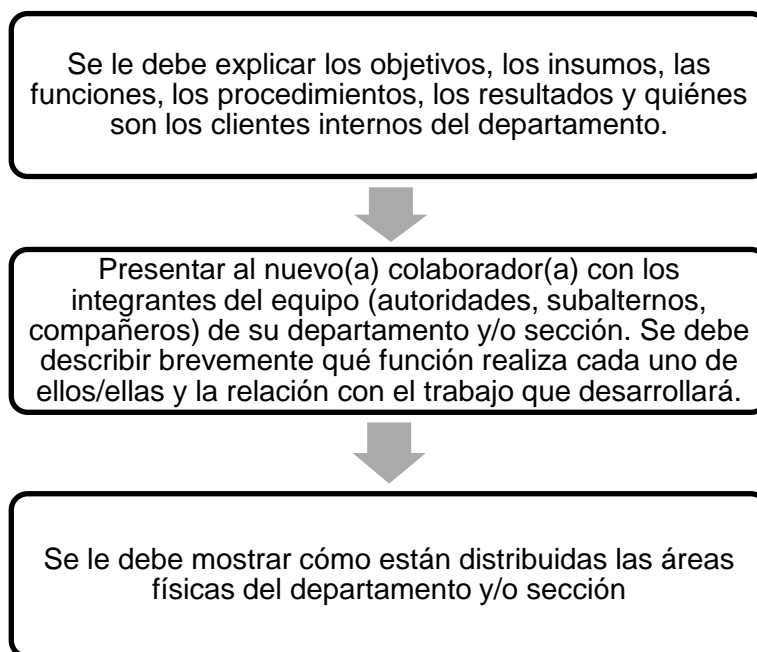 Se le debe explicar los objetivos, los insumos, las
funciones, los procedimientos, los resultados y quiénes
son los clientes internos del departamento.
Presentar al nuevo(a) colaborador(a) con los
integrantes del equipo (autoridades, subalternos,
compañeros) de su departamento y/o sección. Se debe
describir brevemente qué función realiza cada uno de
ellos/ellas y la relación con el trabajo que desarrollará.
Se le debe mostrar cómo están distribuidas las áreas
físicas del departamento y/o sección